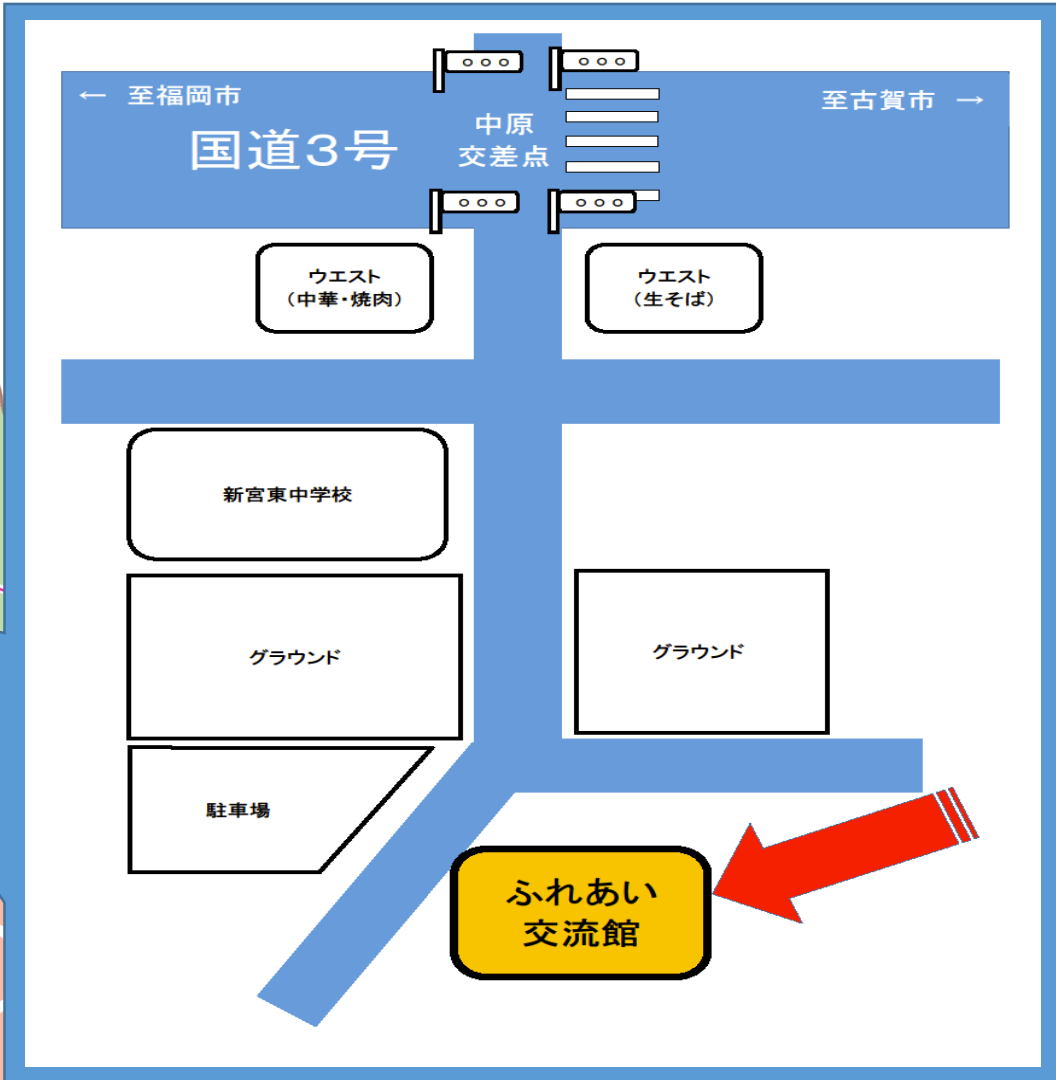 ← 至福岡市
至古賀市 →
国道3号
中原
交差点
ウエスト
(中華・焼肉)
ウエスト
(生そば)
新宮東中学校
グラウンド
グラウンド
駐車場
ふれあい
交流館